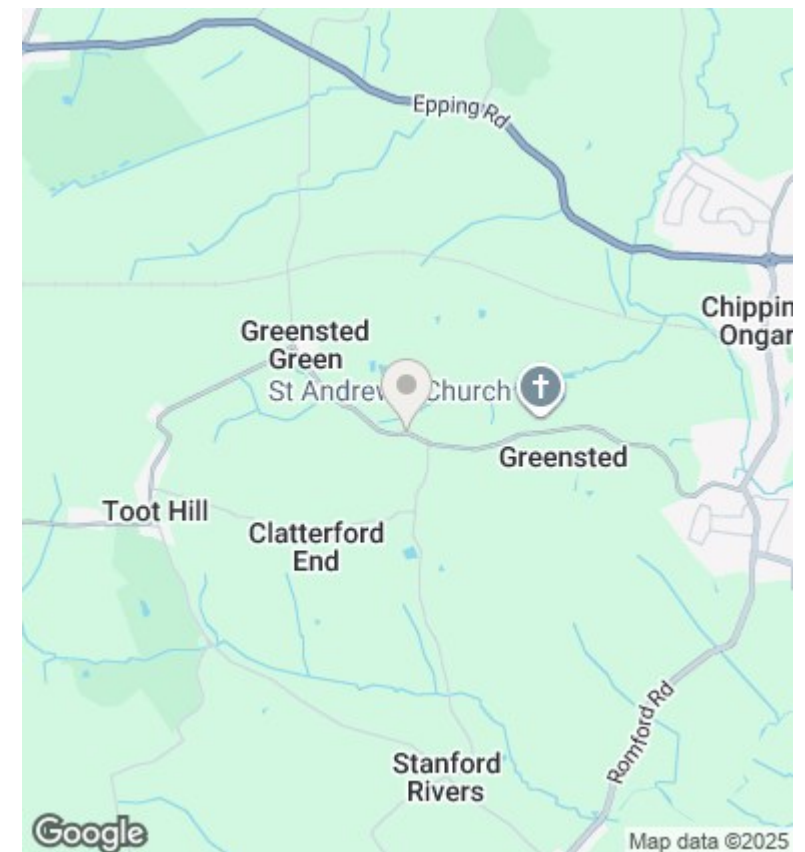 Epping Rd
Chippin
Ongar
Greensted
Green
St Andrew
Church
Greensted
Toot Hill
Clatterford
End
Romford Rd
Stanford
Rivers
Google
Map data ©2025